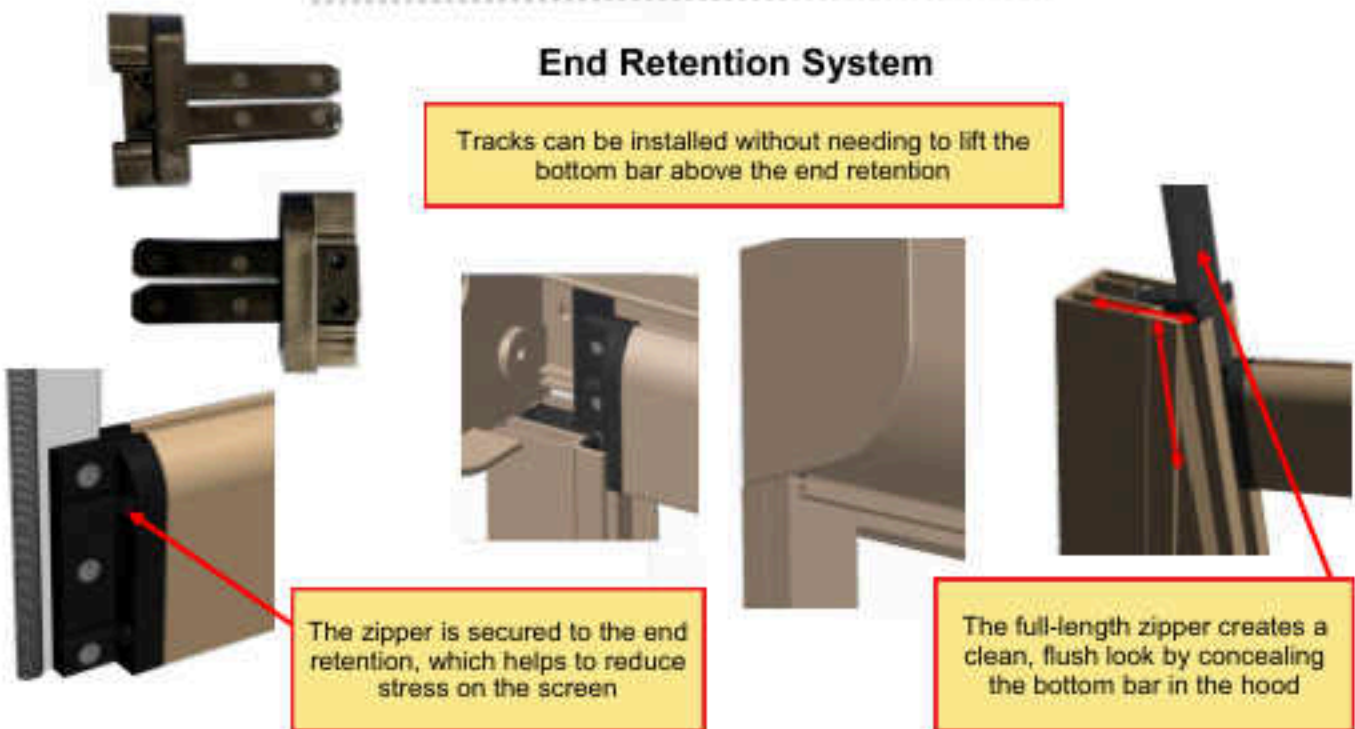 End Retention System
Tracks can be installed without needing to lift the
bottom bar above the end retention
The zipper is secured to the end
retention, which helps to reduce
stress on the screen
The full-length zipper creates a
clean, flush look by concealing
the bottom bar in the hood